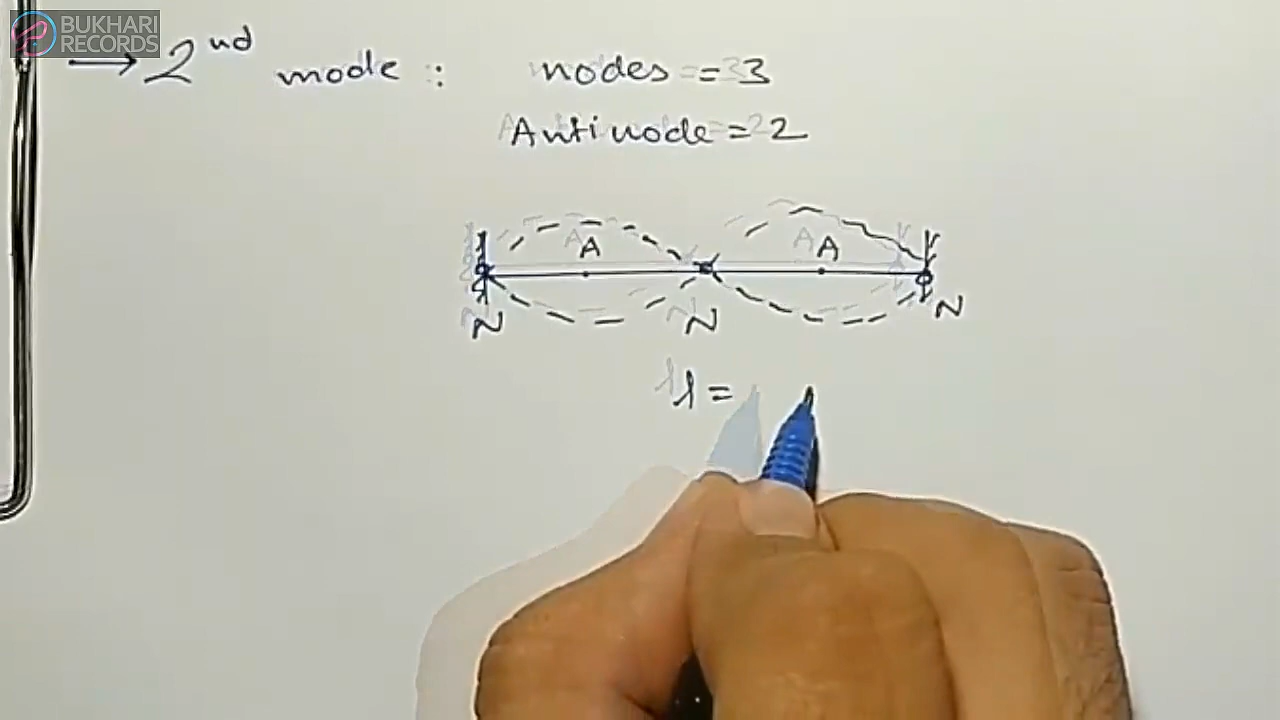 BUKHARI
RECORDS
→ 2nd mode : nodes = 3
Antinode = 2
A A
N N N
l =